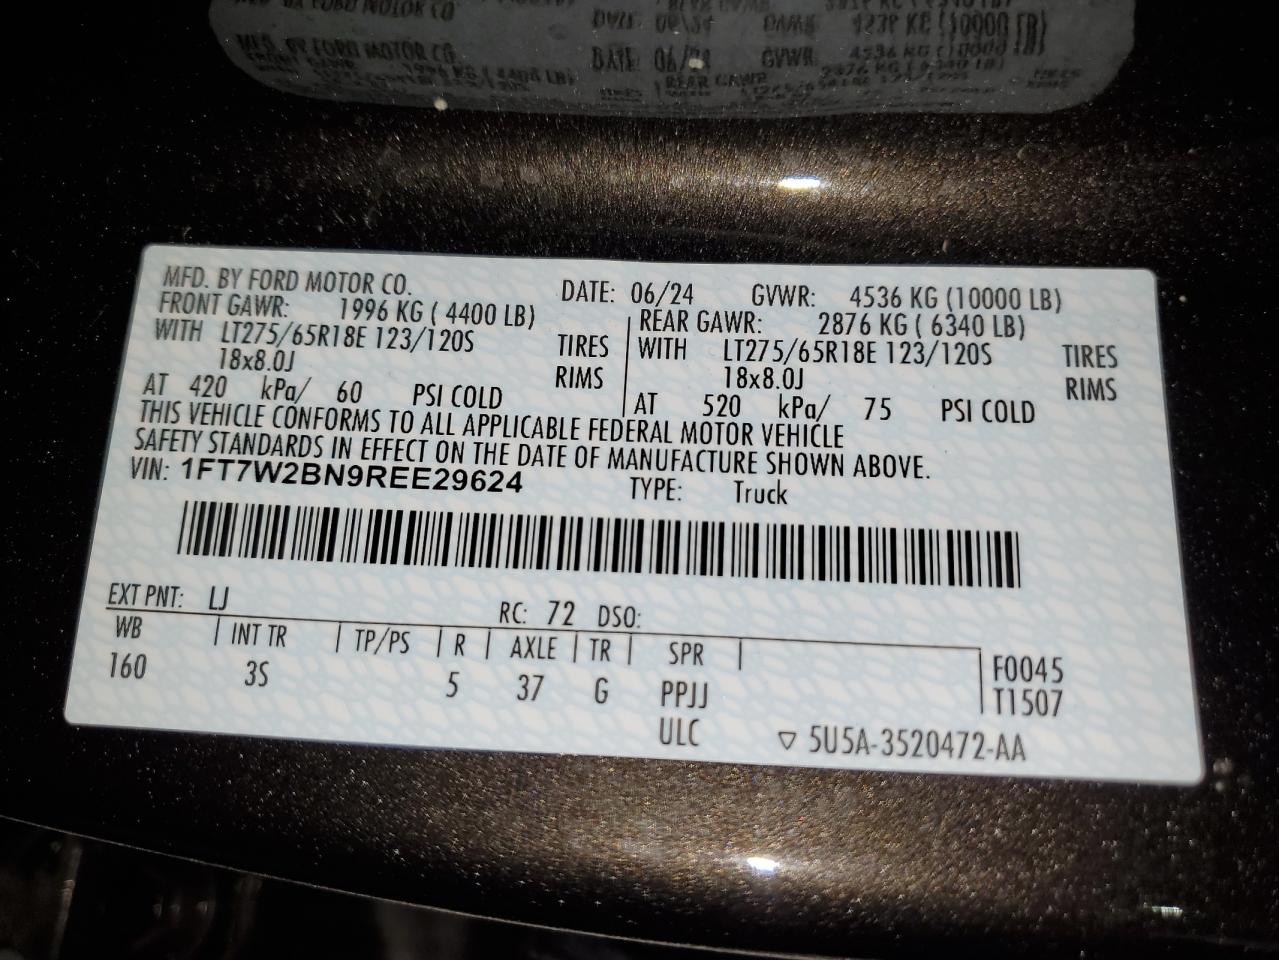 MFD. BY FORD MOTOR CO.
DATE: 06/24 GVWR: 4536 KG (10000 LB)
FRONT GAWR: 1996 KG ( 4400 LB)
REAR GAWR: 2876 KG ( 6340 LB)
WITH LT275/65R18E 123/120S TIRES
WITH LT275/65R18E 123/120S TIRES
18x8.0J RIMS
18x8.0J RIMS
AT 420 kPa/ 60 PSI COLD
AT 520 kPa/ 75 PSI COLD
THIS VEHICLE CONFORMS TO ALL APPLICABLE FEDERAL MOTOR VEHICLE
SAFETY STANDARDS IN EFFECT ON THE DATE OF MANUFACTURE SHOWN ABOVE.
VIN: 1FT7W2BN9REE29624 TYPE: Truck
EXT PNT: LJ RC: 72 DSO:
WB | INT TR | TP/PS | R | AXLE | TR | SPR |
160 3S 5 37 G PPJJ F0045
T1507
ULC ▽ 5U5A-3520472-AA